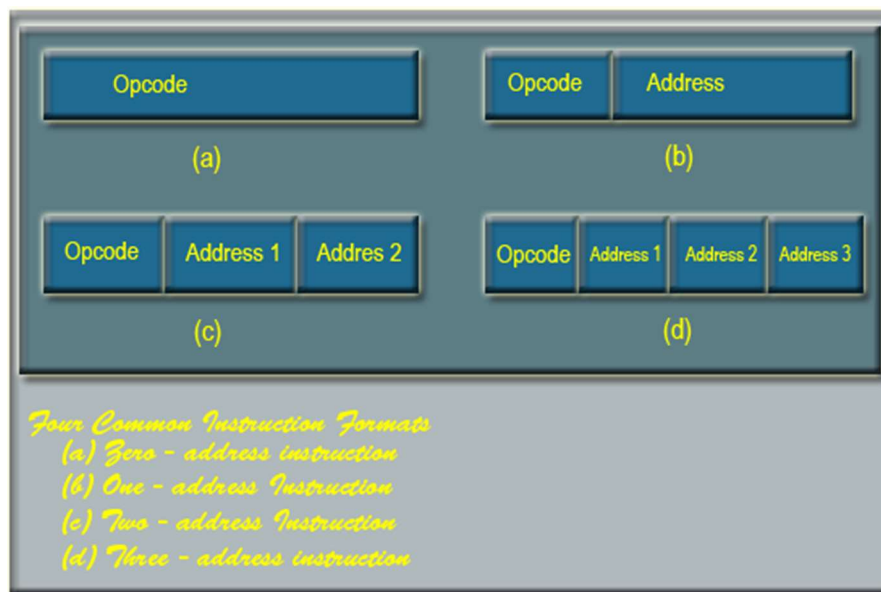 Opcode
Opcode Address
(a)
(b)
Opcode Address 1 Addres 2
Opcode Address 1 Address 2 Address 3
(c)
(d)
Four Common Instruction Formats
(a) Zero - address instruction
(b) One - address Instruction
(c) Two - address Instruction
(d) Three - address instruction